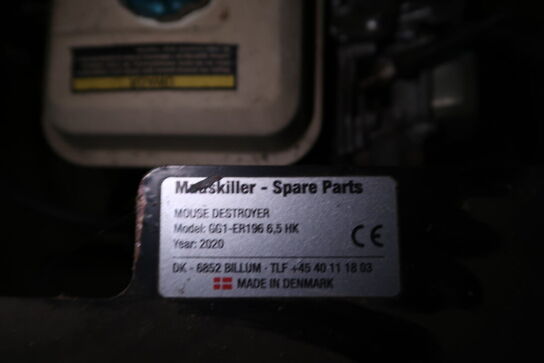 Mouskiller - Spare Parts
MOUSE DESTROYER
Model: GG1-ER196 6,5 HK
Year: 2020
CE
DK - 6852 BILLUM · TLF +45 40 11 18 03
MADE IN DENMARK